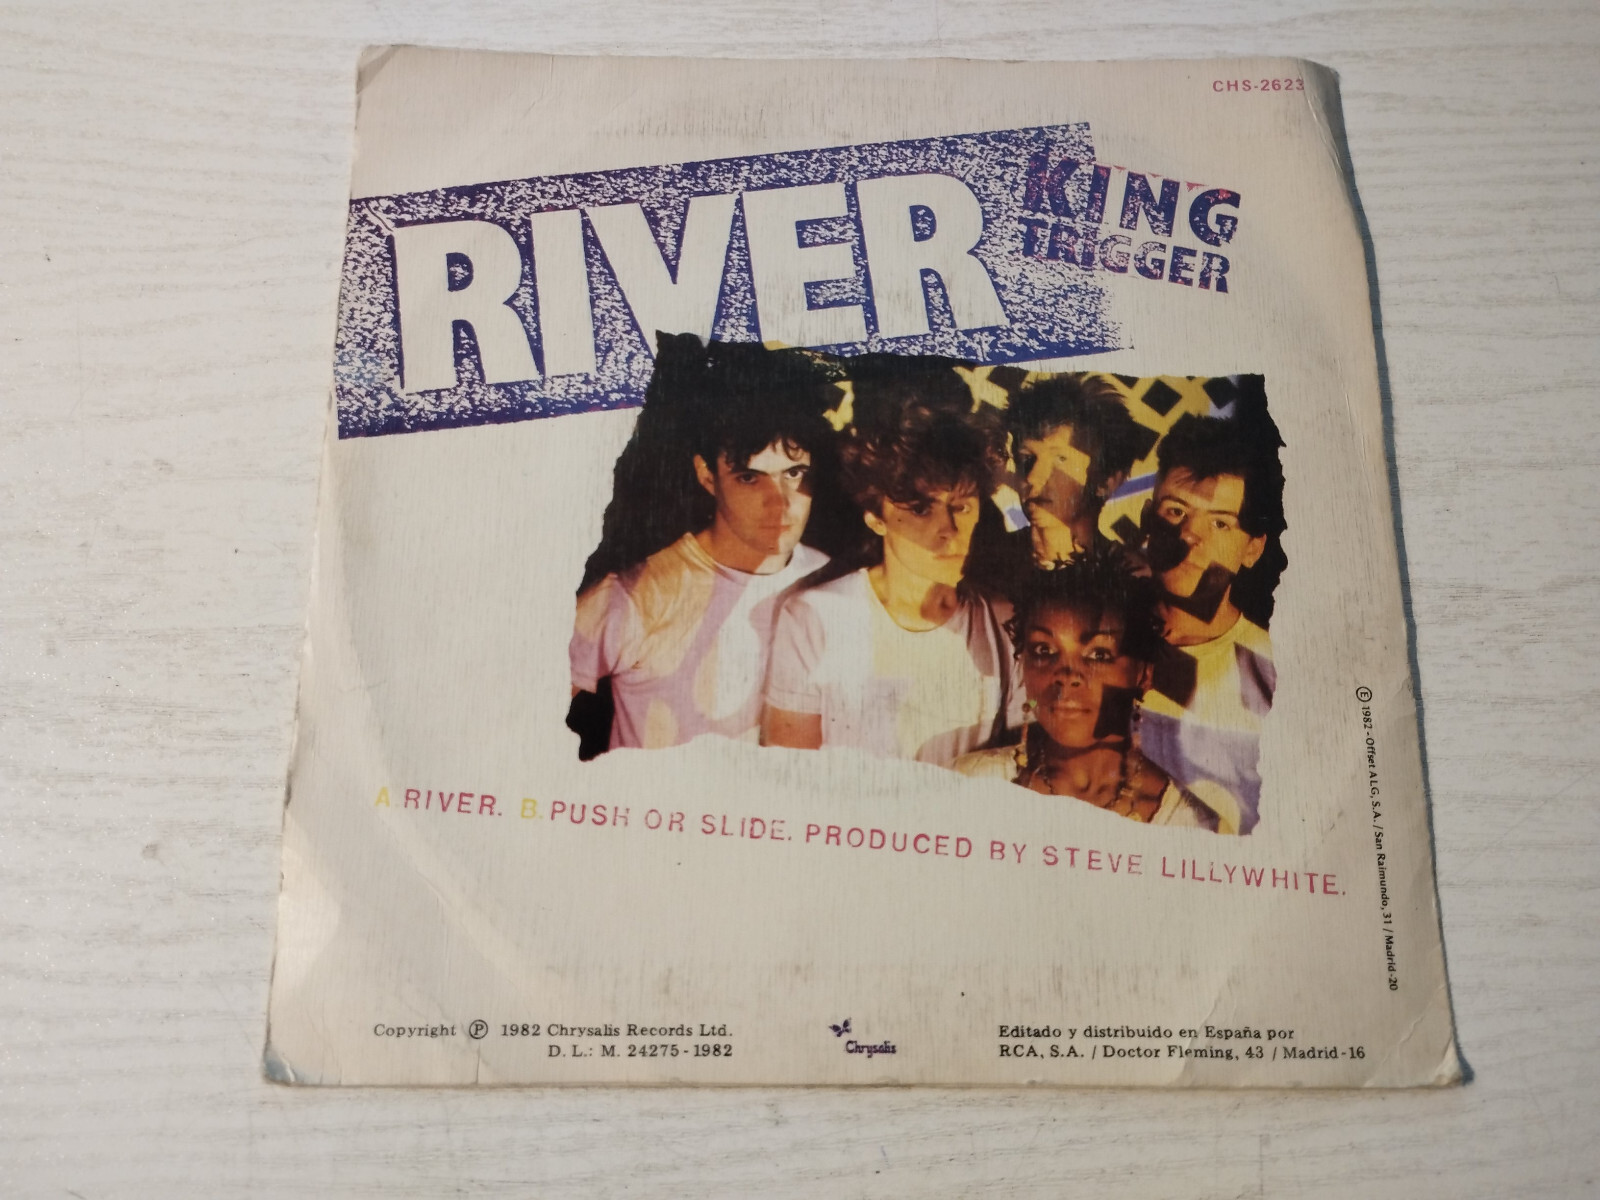 CHS-2623
RIVER
KING
TRIGGER
A.RIVER. B.PUSH OR SLIDE. PRODUCED BY STEVE LILLYWHITE.
Ⓔ 1982 - Offset ALG, S.A. / San Raimundo, 31 / Madrid-20
Copyright Ⓟ 1982 Chrysalis Records Ltd.
D. L.: M. 24275 - 1982
Chrysalis
Editado y distribuido en España por
RCA, S.A. / Doctor Fleming, 43 / Madrid-16